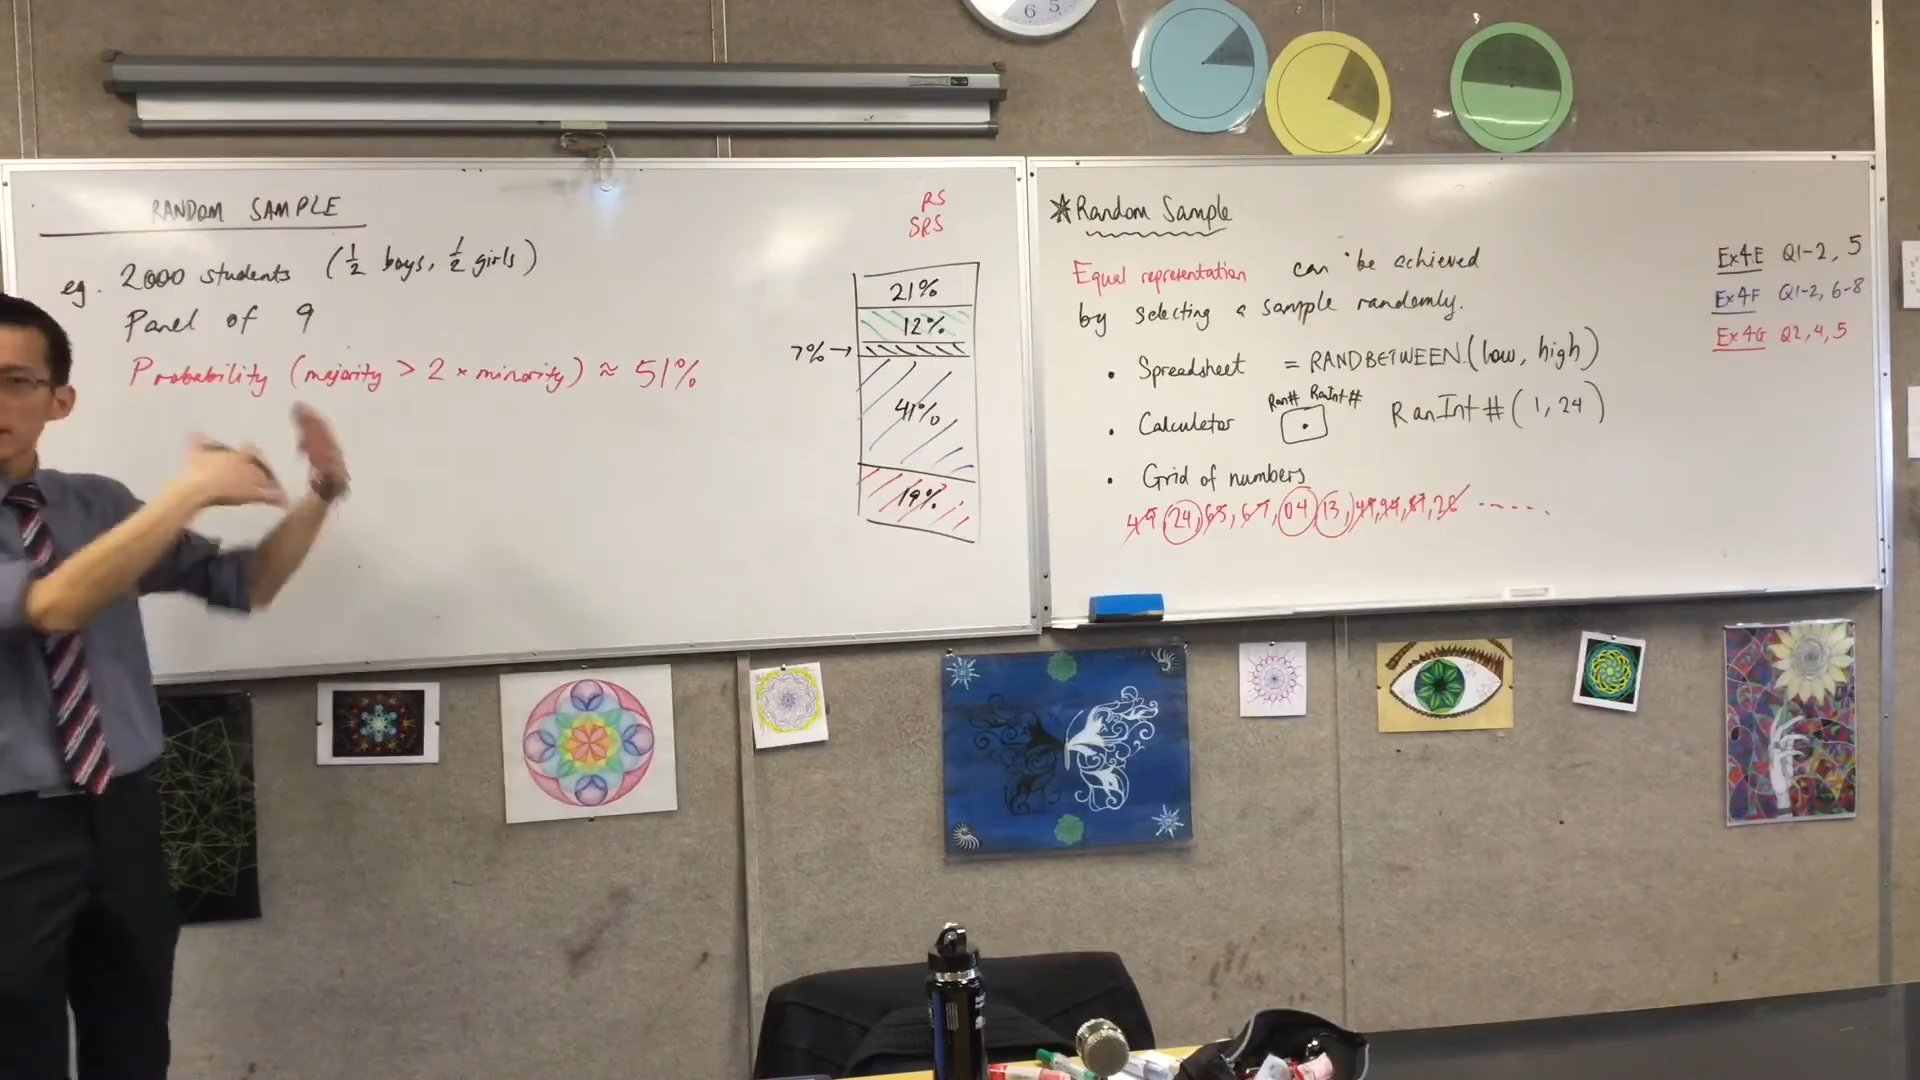 6 5
RANDOM SAMPLE
eg. 2000 students (1/2 boys, 1/2 girls)
Panel of 9
Probability (majority > 2 × minority) ≈ 51%
RS
SRS
21%
12%
7% →
41%
19%
* Random Sample
Equal representation can be achieved
by selecting a sample randomly.
• Spreadsheet = RANDBETWEEN (low, high)
Ran# RanInt#
• Calculator RanInt#(1, 24)
• Grid of numbers
24, 04 13,
Ex4E Q1-2, 5
Ex4F Q1-2, 6-8
Ex4G Q2, 4, 5